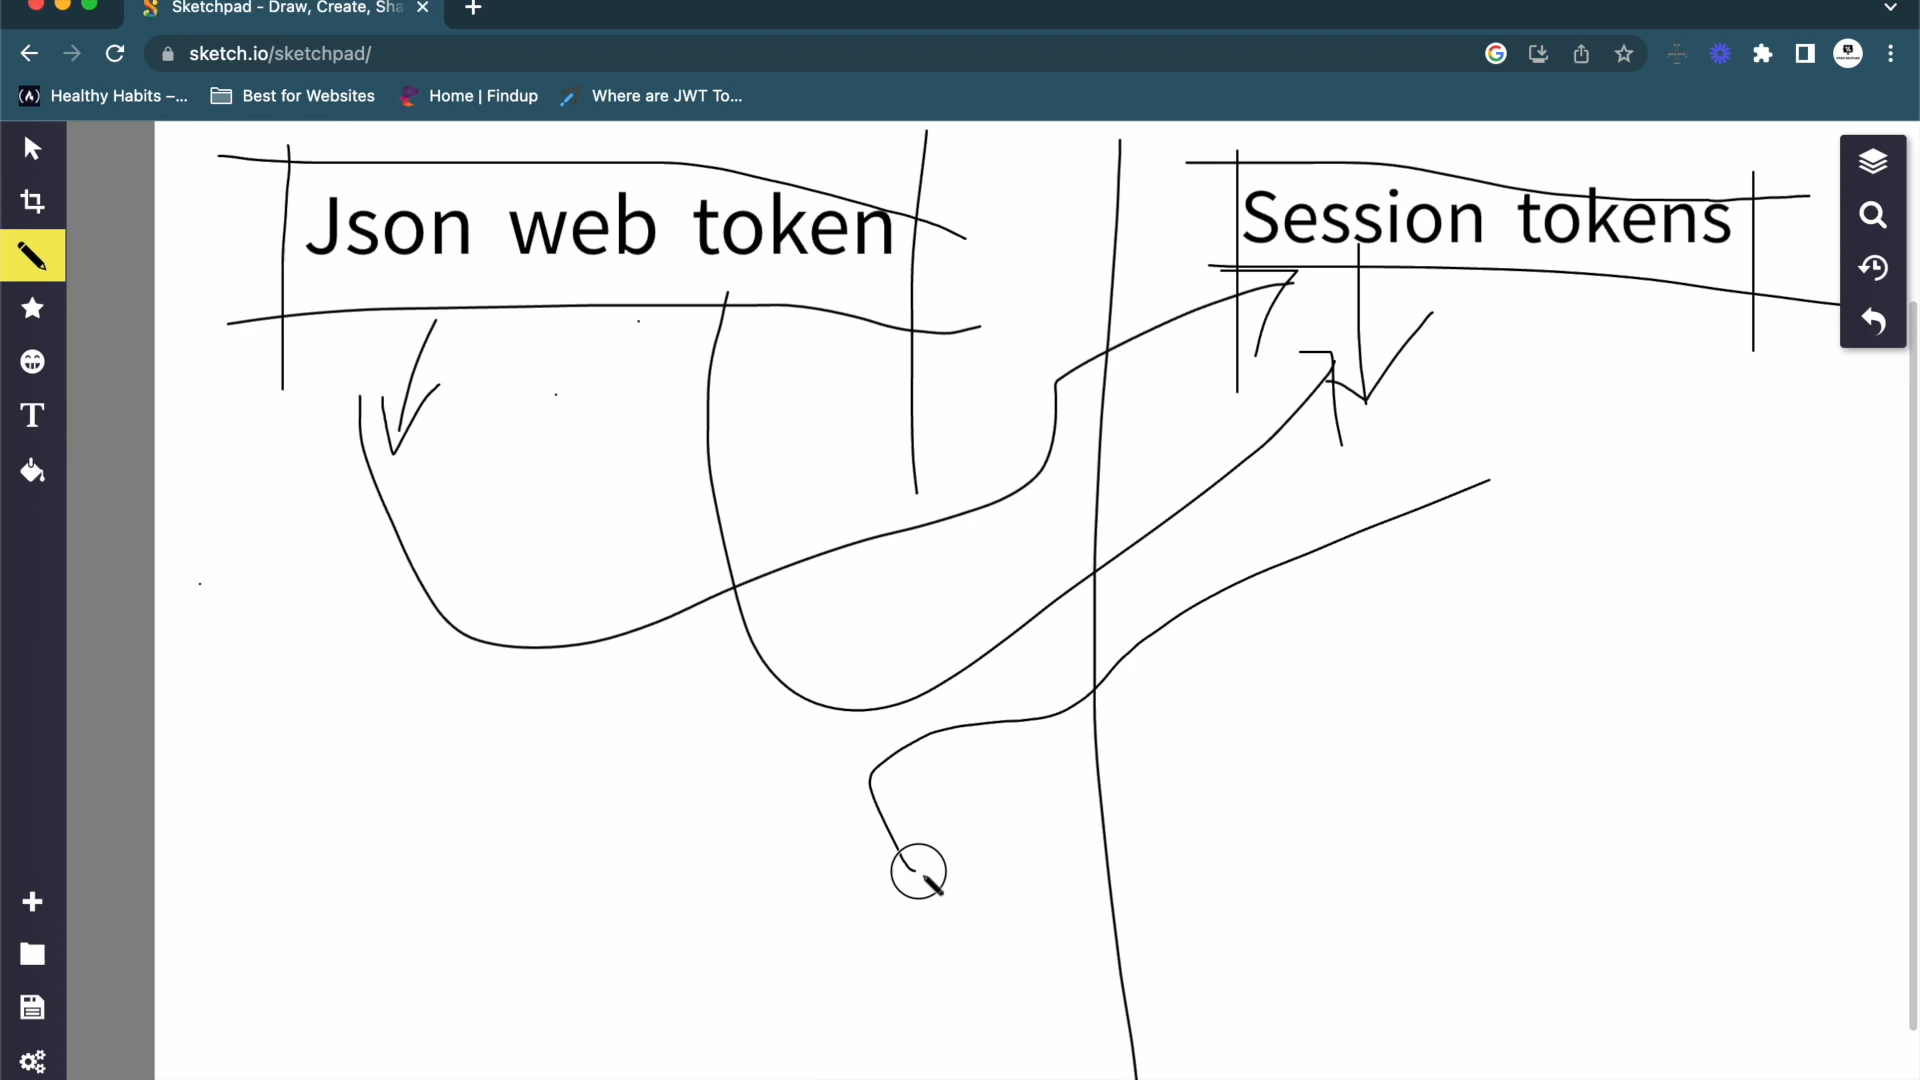 Sketchpad - Draw, Create, Sha
sketch.io/sketchpad/
Healthy Habits –...
Best for Websites
Home | Findup
Where are JWT To...
Json web token
Session tokens
T